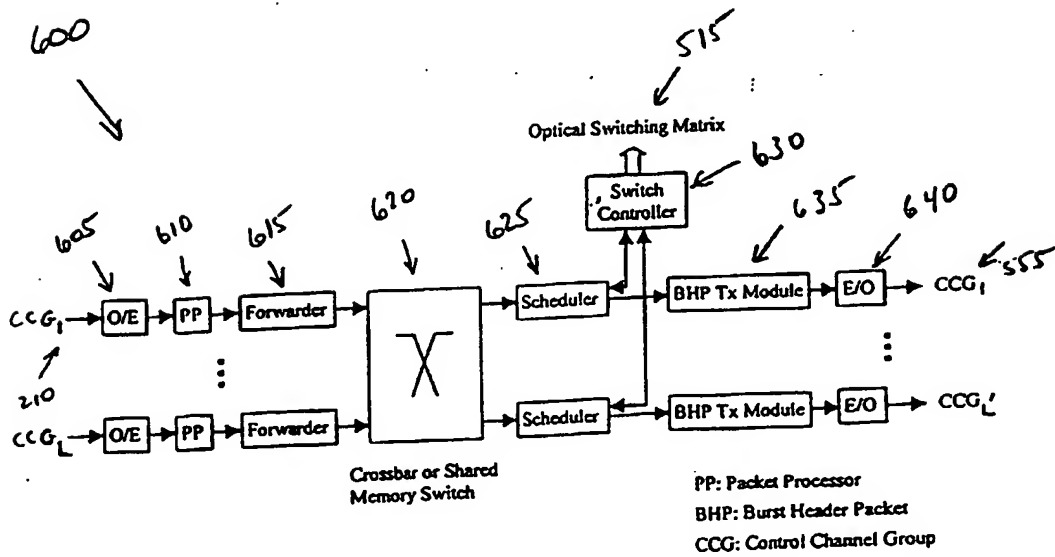 600
515
Optical Switching Matrix
630
Switch
Controller
605
610
615
620
625
635
640
555
CCG₁
O/E
PP
Forwarder
Scheduler
BHP Tx Module
E/O
CCG₁
210
CCG_L
O/E
PP
Forwarder
Scheduler
BHP Tx Module
E/O
CCG_L'
Crossbar or Shared
Memory Switch
PP: Packet Processor
BHP: Burst Header Packet
CCG: Control Channel Group